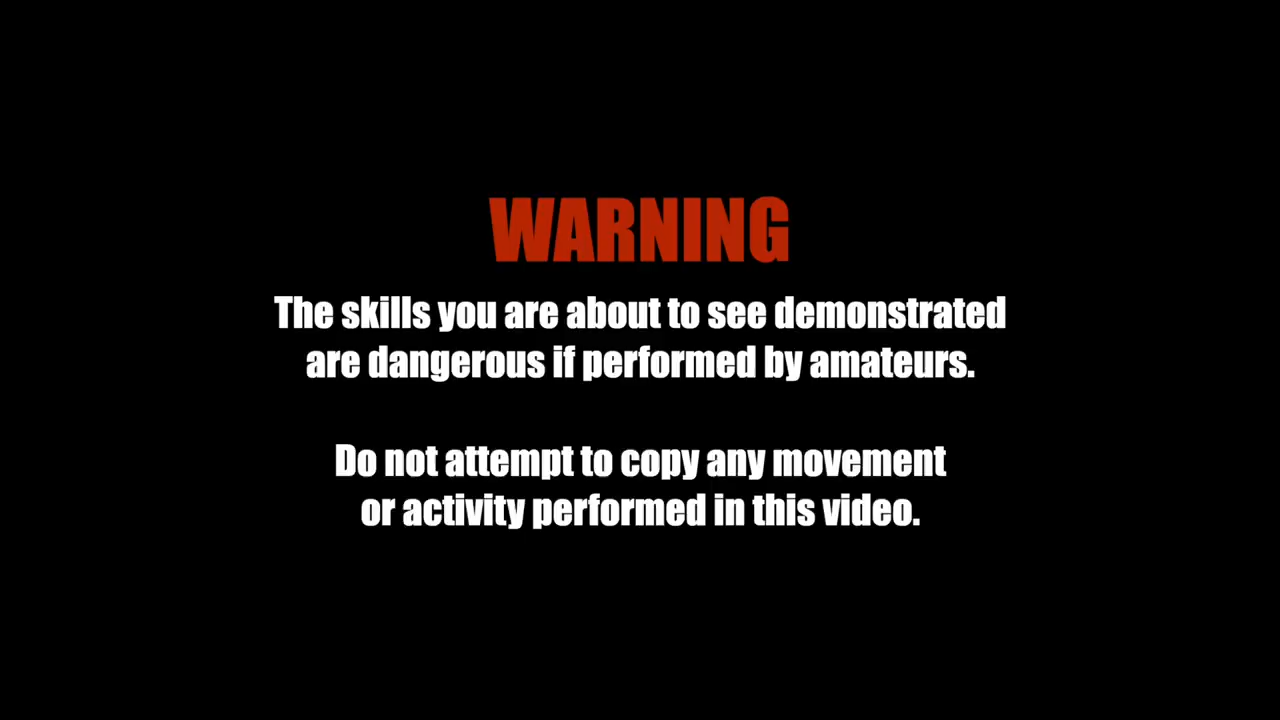 WARNING
The skills you are about to see demonstrated
are dangerous if performed by amateurs.
Do not attempt to copy any movement
or activity performed in this video.